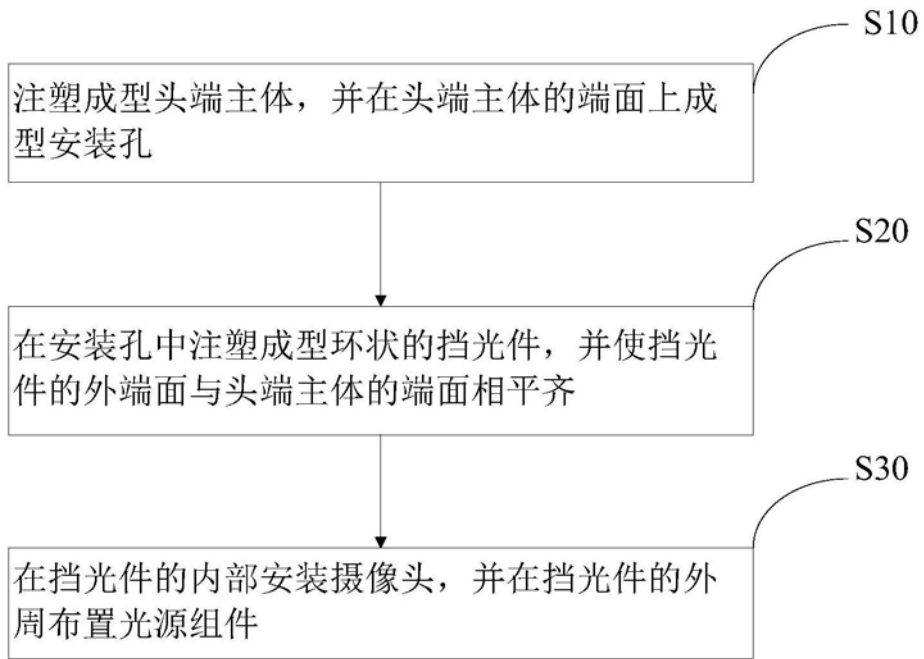 S10
注塑成型头端主体，并在头端主体的端面上成
型安装孔
S20
在安装孔中注塑成型环状的挡光件，并使挡光
件的外端面与头端主体的端面相平齐
S30
在挡光件的内部安装摄像头，并在挡光件的外
周布置光源组件